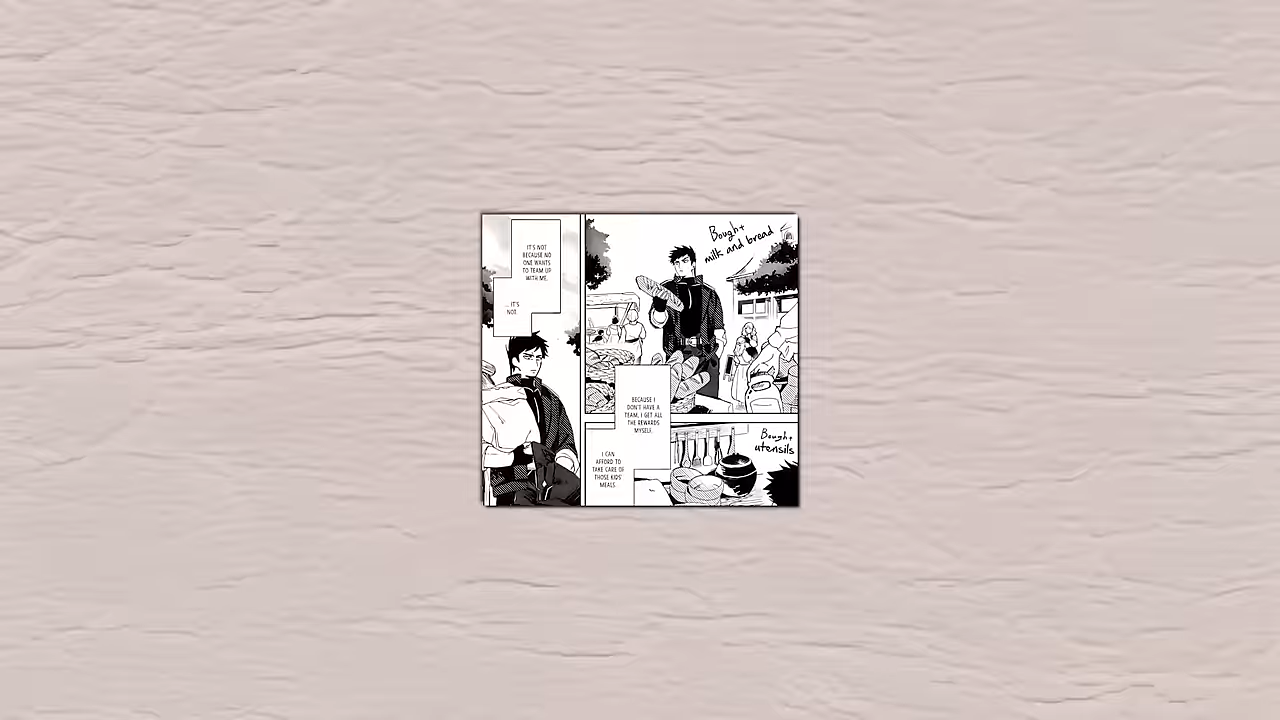 Bought
milk and bread
BECAUSE I
DON'T HAVE A
TEAM, I GET ALL
THE REWARDS
MYSELF.
I CAN
AFFORD TO
TAKE CARE OF
THOSE KIDS'
MEALS.
Bought
utensils
IT'S NOT
BECAUSE NO
ONE WANTS
TO TEAM UP
WITH ME.
... IT'S
NOT.